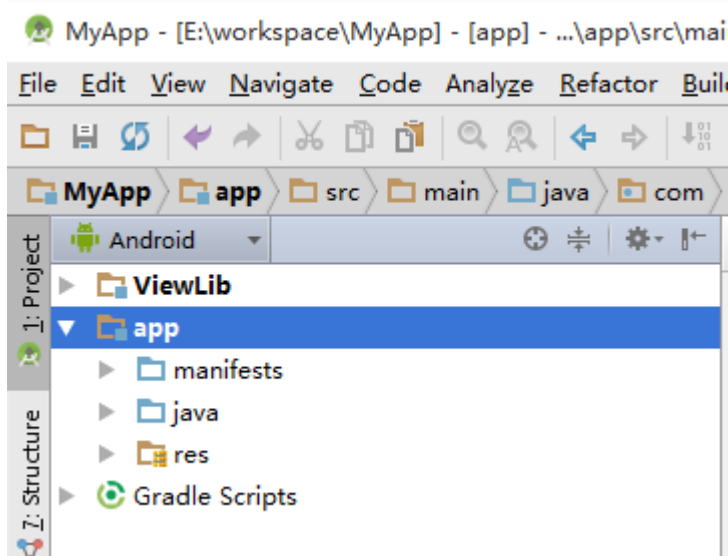 MyApp - [E:\workspace\MyApp] - [app] - ...\app\src\mai
File Edit View Navigate Code Analyze Refactor Buil
MyApp app src main java com
1: Project
Android
ViewLib
app
manifests
java
res
Gradle Scripts
7: Structure